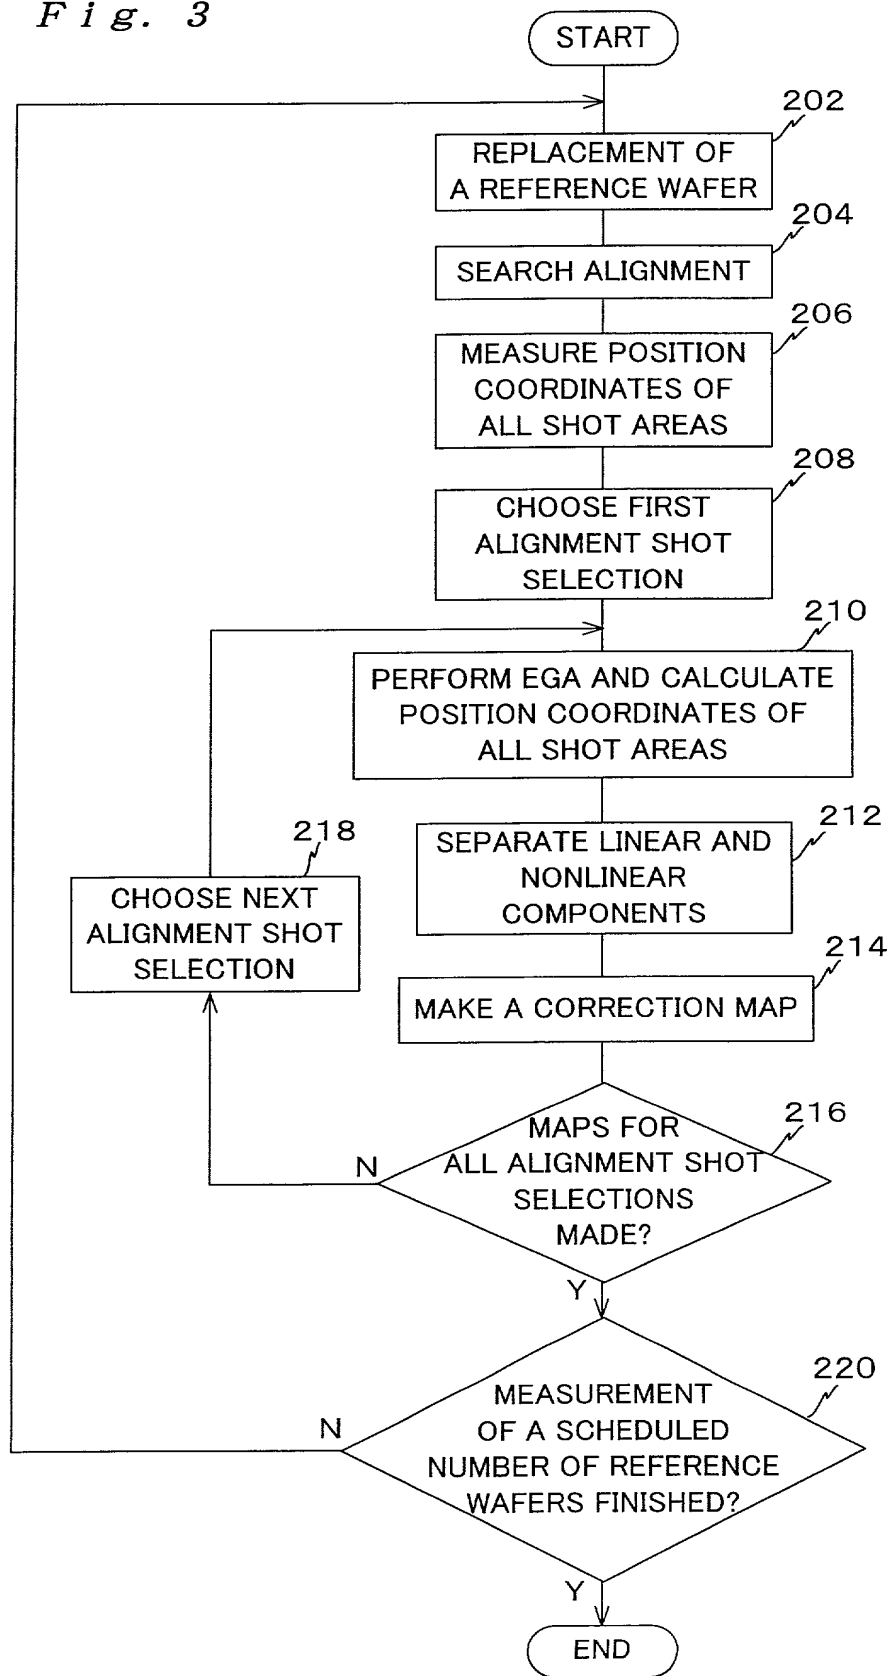 Fig. 3
START
202
REPLACEMENT OF
A REFERENCE WAFER
204
SEARCH ALIGNMENT
206
MEASURE POSITION
COORDINATES OF
ALL SHOT AREAS
208
CHOOSE FIRST
ALIGNMENT SHOT
SELECTION
210
PERFORM EGA AND CALCULATE
POSITION COORDINATES OF
ALL SHOT AREAS
212
SEPARATE LINEAR AND
NONLINEAR
COMPONENTS
218
CHOOSE NEXT
ALIGNMENT SHOT
SELECTION
214
MAKE A CORRECTION MAP
216
MAPS FOR
ALL ALIGNMENT SHOT
SELECTIONS
MADE?
N
Y
220
MEASUREMENT
OF A SCHEDULED
NUMBER OF REFERENCE
WAFERS FINISHED?
N
Y
END